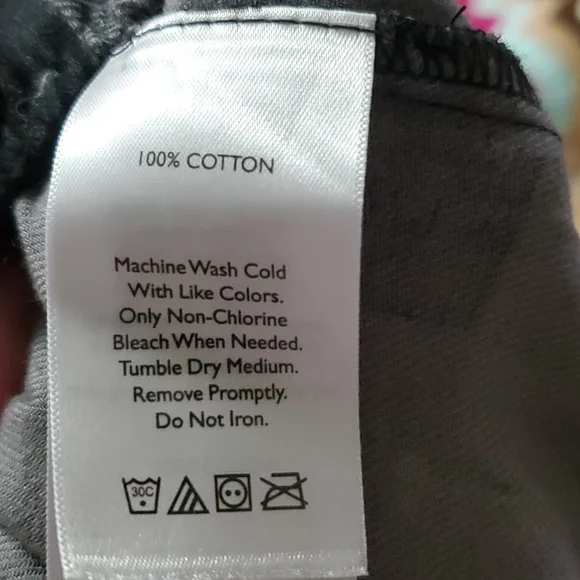 100% COTTON
Machine Wash Cold
With Like Colors.
Only Non-Chlorine
Bleach When Needed.
Tumble Dry Medium.
Remove Promptly.
Do Not Iron.
30C